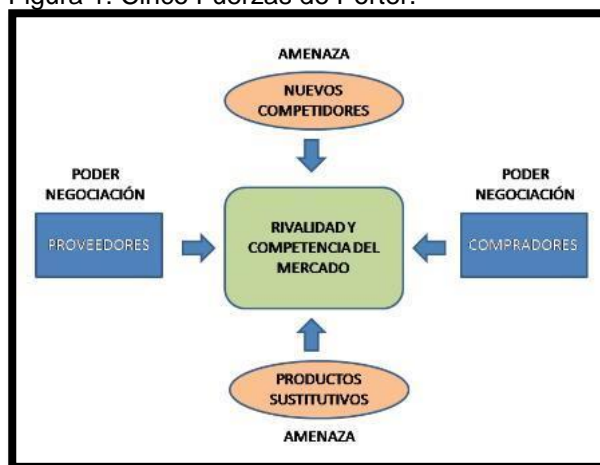 Figura 1. Cinco Fuerzas de Porter.
AMENAZA
NUEVOS
COMPETIDORES
PODER
NEGOCIACIÓN
PROVEEDORES
RIVALIDAD Y
COMPETENCIA DEL
MERCADO
PODER
NEGOCIACIÓN
COMPRADORES
PRODUCTOS
SUSTITUTIVOS
AMENAZA